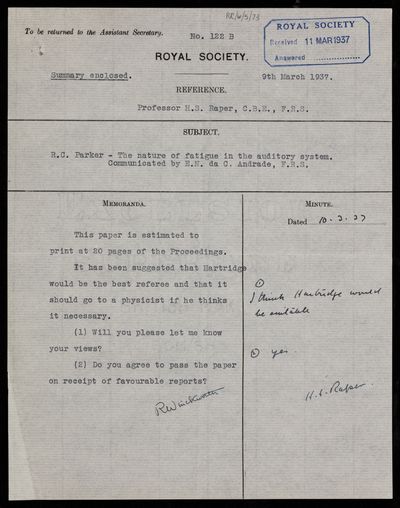 RR/6/5/73
To be returned to the Assistant Secretary.
No. 122 B
ROYAL SOCIETY
Received 11 MAR 1937
Answered ..................
ROYAL SOCIETY.
Summary enclosed.
9th March 1937.
REFERENCE.
Professor H.S. Raper, C.B.E., F.R.S.
SUBJECT.
R.C. Parker - The nature of fatigue in the auditory system.
Communicated by E.N. da C. Andrade, F.R.S.
MEMORANDA.
This paper is estimated to
print at 20 pages of the Proceedings.
It has been suggested that Hartridge
would be the best referee and that it
should go to a physicist if he thinks
it necessary.
(1) Will you please let me know
your views?
(2) Do you agree to pass the paper
on receipt of favourable reports?
RWinckworth
MINUTE.
Dated 10.3.37
①
I think Hartridge would
be suitable
② yes.
H.S. Raper.